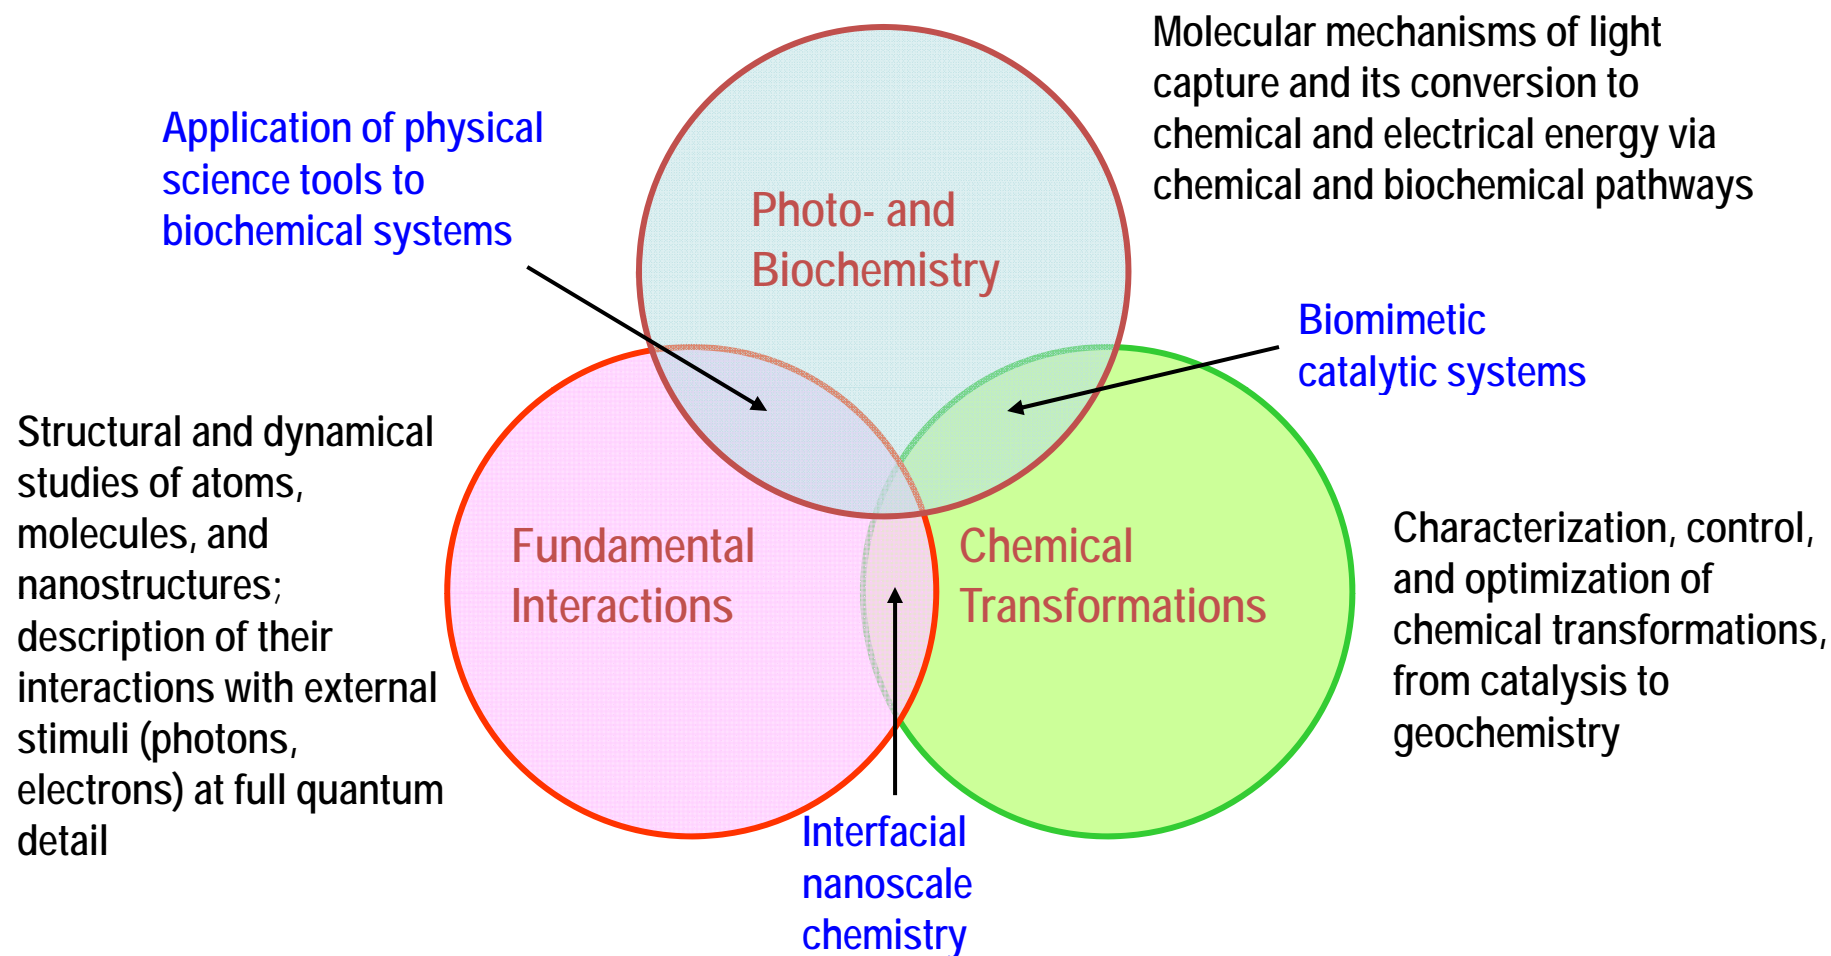 Molecular mechanisms of light
capture and its conversion to
chemical and electrical energy via
chemical and biochemical pathways
Application of physical
science tools to
biochemical systems
Photo- and
Biochemistry
Biomimetic
catalytic systems
Structural and dynamical
studies of atoms,
molecules, and
nanostructures;
description of their
interactions with external
stimuli (photons,
electrons) at full quantum
detail
Fundamental
Interactions
Chemical
Transformations
Characterization, control,
and optimization of
chemical transformations,
from catalysis to
geochemistry
Interfacial
nanoscale
chemistry